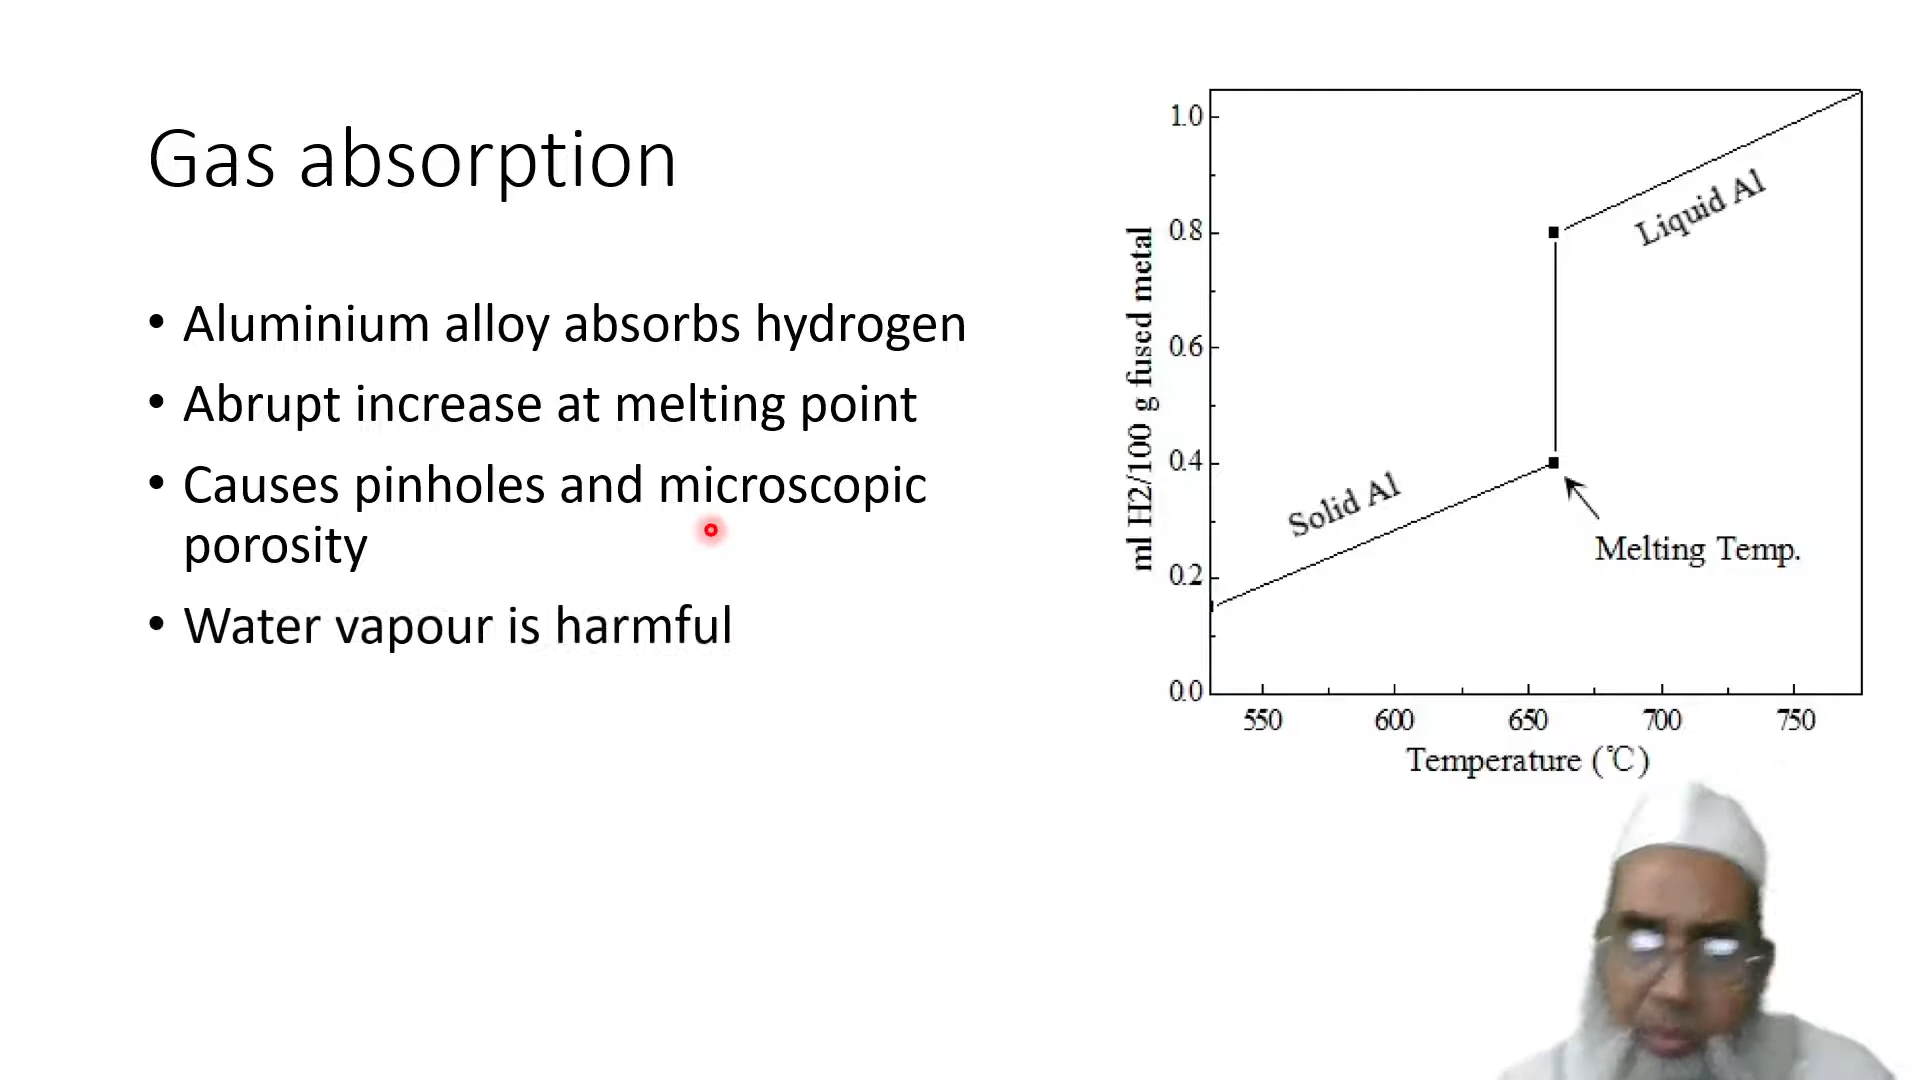 Gas absorption
• Aluminium alloy absorbs hydrogen
• Abrupt increase at melting point
• Causes pinholes and microscopic
porosity
• Water vapour is harmful
ml H2/100 g fused metal
1.0
0.8
0.6
0.4
0.2
0.0
Liquid Al
Solid Al
Melting Temp.
550 600 650 700 750
Temperature (℃)